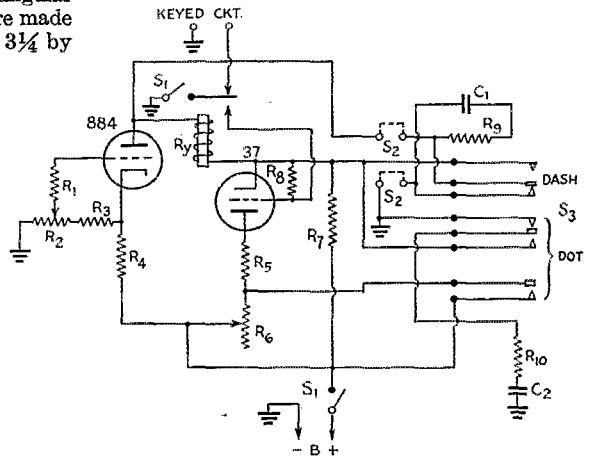 re made
3¼ by
KEYED CKT.
S1
884
Ry
37
R8
C1
R9
S2
S2
DASH
S3
DOT
R1
R2
R3
R4
R5
R6
R7
R10
C2
S1
- B +